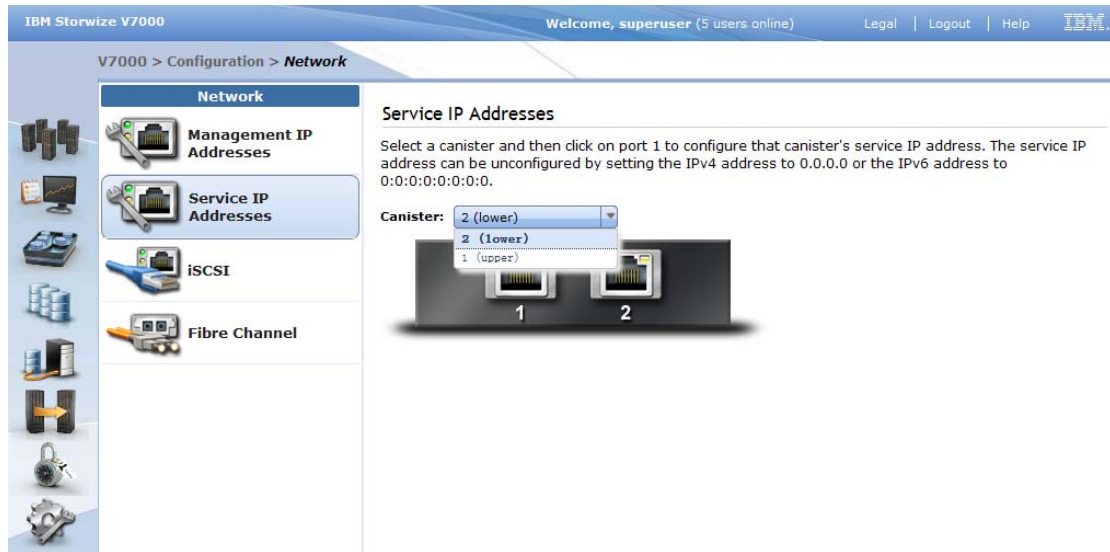 IBM Storwize V7000
Welcome, superuser (5 users online)
Legal | Logout | Help
IBM.
V7000 > Configuration > Network
Network
Management IP
Addresses
Service IP
Addresses
iSCSI
Fibre Channel
Service IP Addresses
Select a canister and then click on port 1 to configure that canister's service IP address. The service IP
address can be unconfigured by setting the IPv4 address to 0.0.0.0 or the IPv6 address to
0:0:0:0:0:0:0:0.
Canister: 2 (lower)
2 (lower)
1 (upper)
1 2